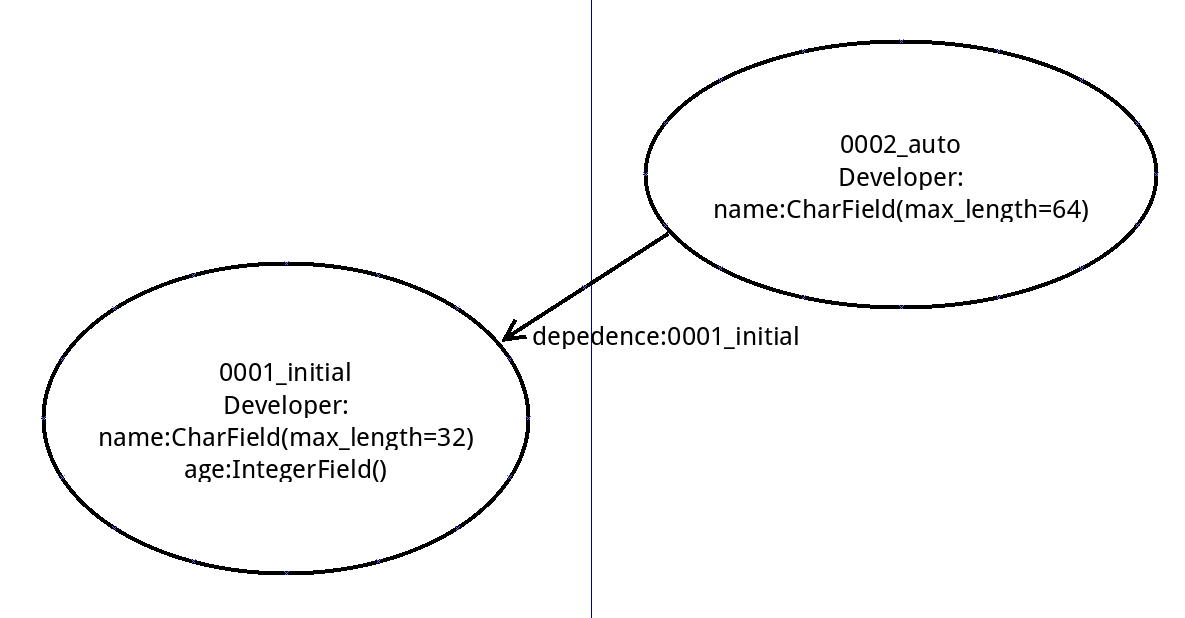 0002_auto
Developer:
name:CharField(max_length=64)
depedence:0001_initial
0001_initial
Developer:
name:CharField(max_length=32)
age:IntegerField()